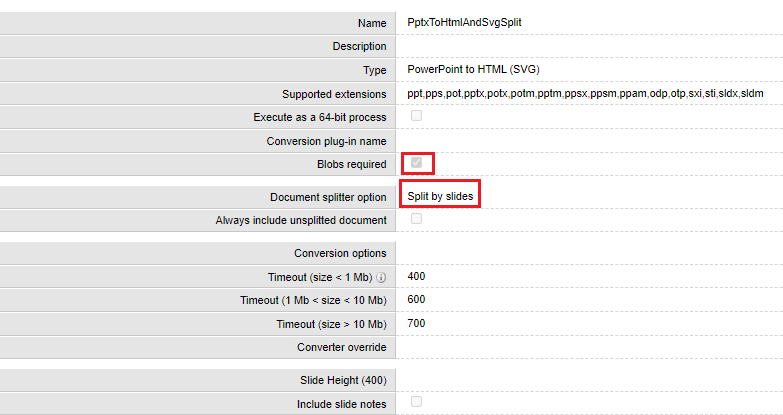 Name PptxToHtmlAndSvgSplit
Description
Type PowerPoint to HTML (SVG)
Supported extensions ppt,pps,pot,pptx,potx,potm,pptm,ppsx,ppsm,ppam,odp,otp,sxi,sti,sldx,sldm
Execute as a 64-bit process
Conversion plug-in name
Blobs required
Document splitter option Split by slides
Always include unsplitted document
Conversion options
Timeout (size < 1 Mb) 400
Timeout (1 Mb < size < 10 Mb) 600
Timeout (size > 10 Mb) 700
Converter override
Slide Height (400)
Include slide notes